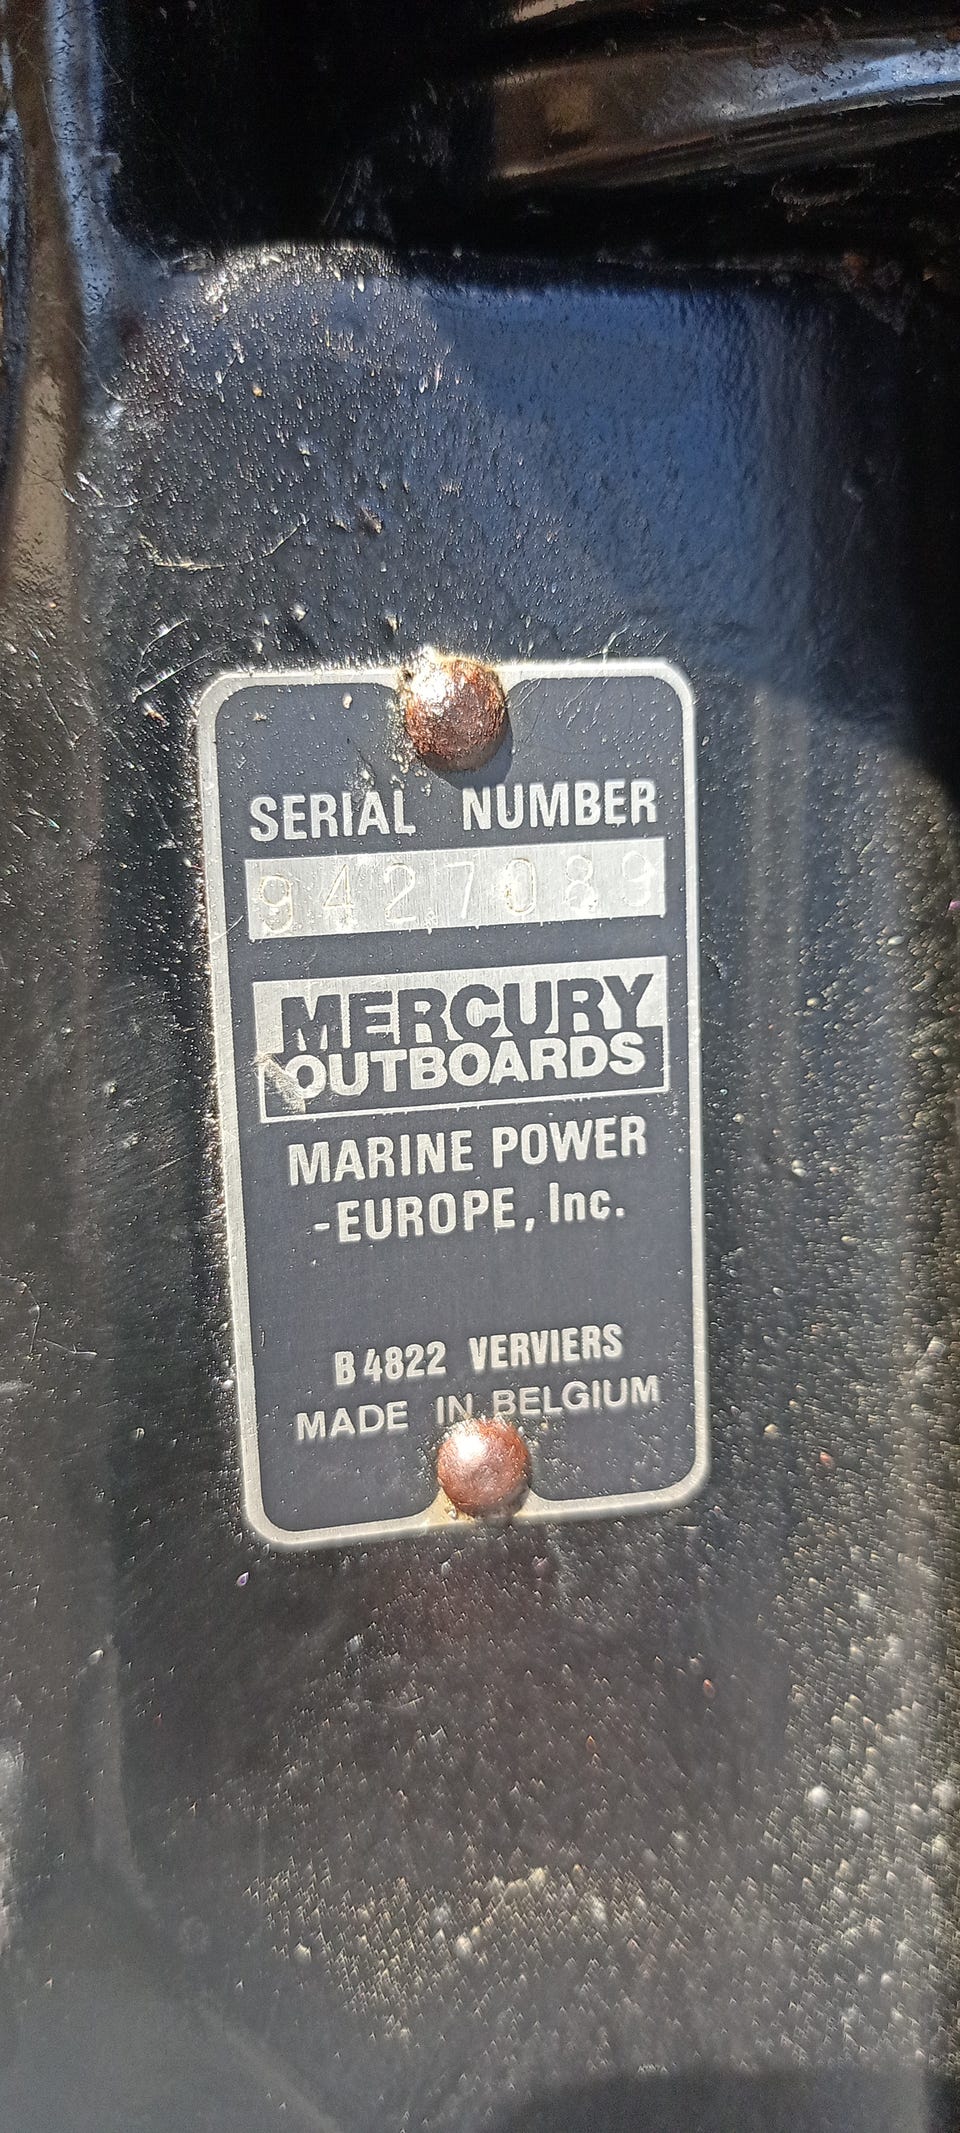 SERIAL NUMBER
9427089
MERCURY
OUTBOARDS
MARINE POWER
-EUROPE, Inc.
B 4822 VERVIERS
MADE IN BELGIUM